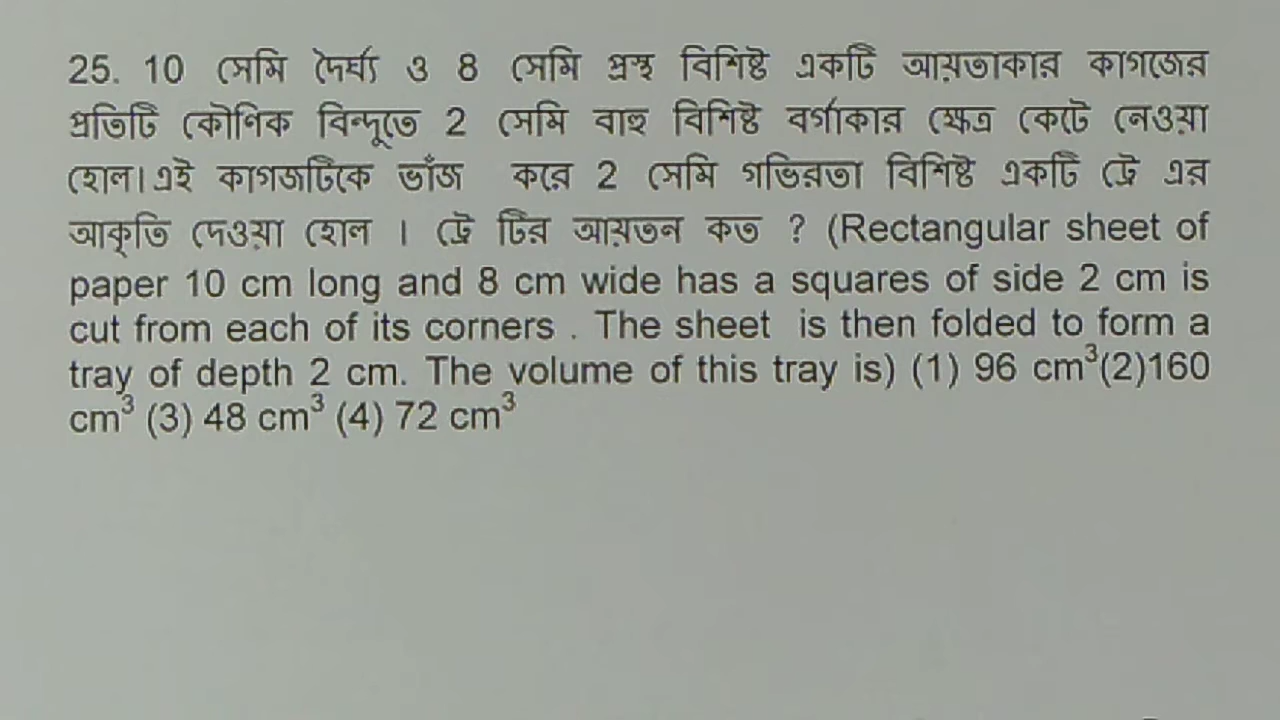 25. 10 সেমি দৈর্ঘ্য ও 8 সেমি প্রস্থ বিশিষ্ট একটি আয়তাকার কাগজের
প্রতিটি কৌণিক বিন্দুতে 2 সেমি বাহু বিশিষ্ট বর্গাকার ক্ষেত্র কেটে নেওয়া
হোল। এই কাগজটিকে ভাঁজ করে 2 সেমি গভিরতা বিশিষ্ট একটি ট্রে এর
আকৃতি দেওয়া হোল । ট্রে টির আয়তন কত ? (Rectangular sheet of
paper 10 cm long and 8 cm wide has a squares of side 2 cm is
cut from each of its corners . The sheet is then folded to form a
tray of depth 2 cm. The volume of this tray is) (1) 96 cm³(2)160
cm³ (3) 48 cm³ (4) 72 cm³